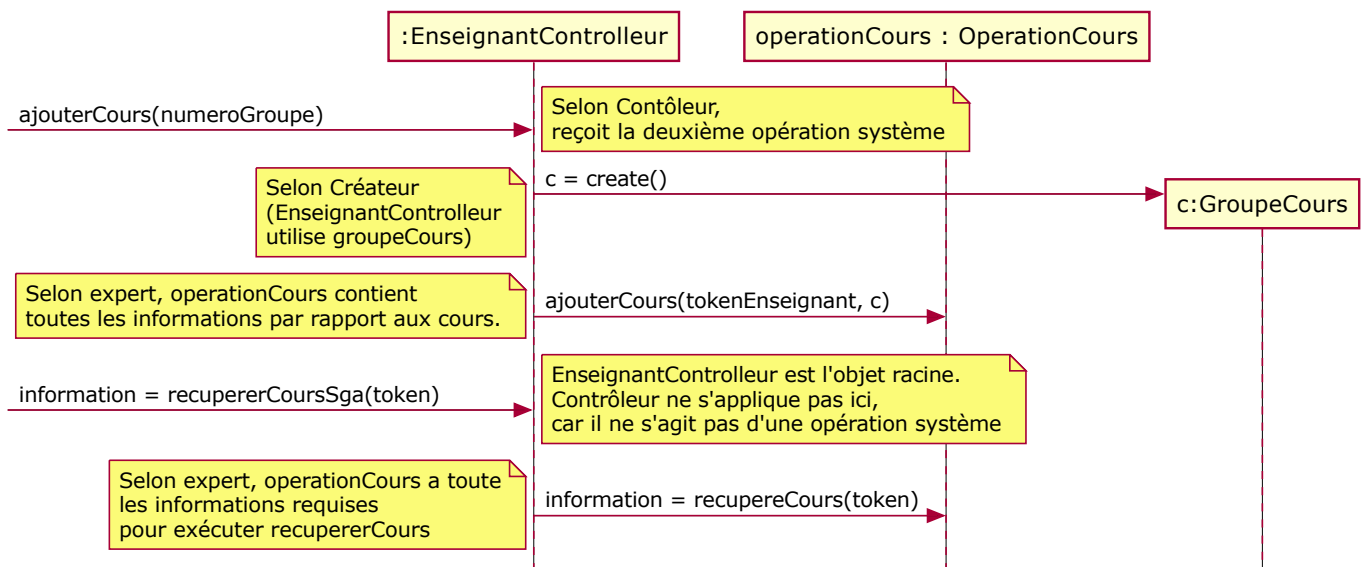 :EnseignantControlleur
operationCours : OperationCours
ajouterCours(numeroGroupe)
Selon Contôleur,
reçoit la deuxième opération système
Selon Créateur
(EnseignantControlleur
utilise groupeCours)
c = create()
c:GroupeCours
Selon expert, operationCours contient
toutes les informations par rapport aux cours.
ajouterCours(tokenEnseignant, c)
information = recupererCoursSga(token)
EnseignantControlleur est l'objet racine.
Contrôleur ne s'applique pas ici,
car il ne s'agit pas d'une opération système
Selon expert, operationCours a toute
les informations requises
pour exécuter recupererCours
information = recupereCours(token)